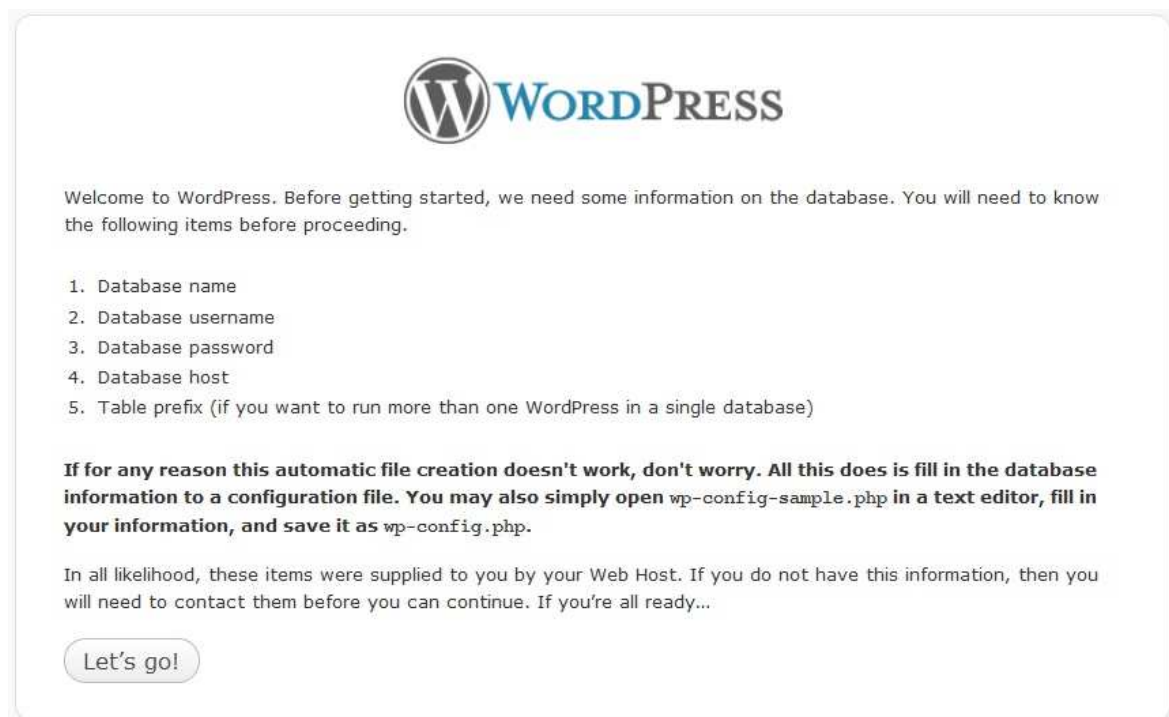 WORDPRESS
Welcome to WordPress. Before getting started, we need some information on the database. You will need to know
the following items before proceeding.
1. Database name
2. Database username
3. Database password
4. Database host
5. Table prefix (if you want to run more than one WordPress in a single database)
If for any reason this automatic file creation doesn't work, don't worry. All this does is fill in the database
information to a configuration file. You may also simply open wp-config-sample.php in a text editor, fill in
your information, and save it as wp-config.php.
In all likelihood, these items were supplied to you by your Web Host. If you do not have this information, then you
will need to contact them before you can continue. If you’re all ready…
Let’s go!